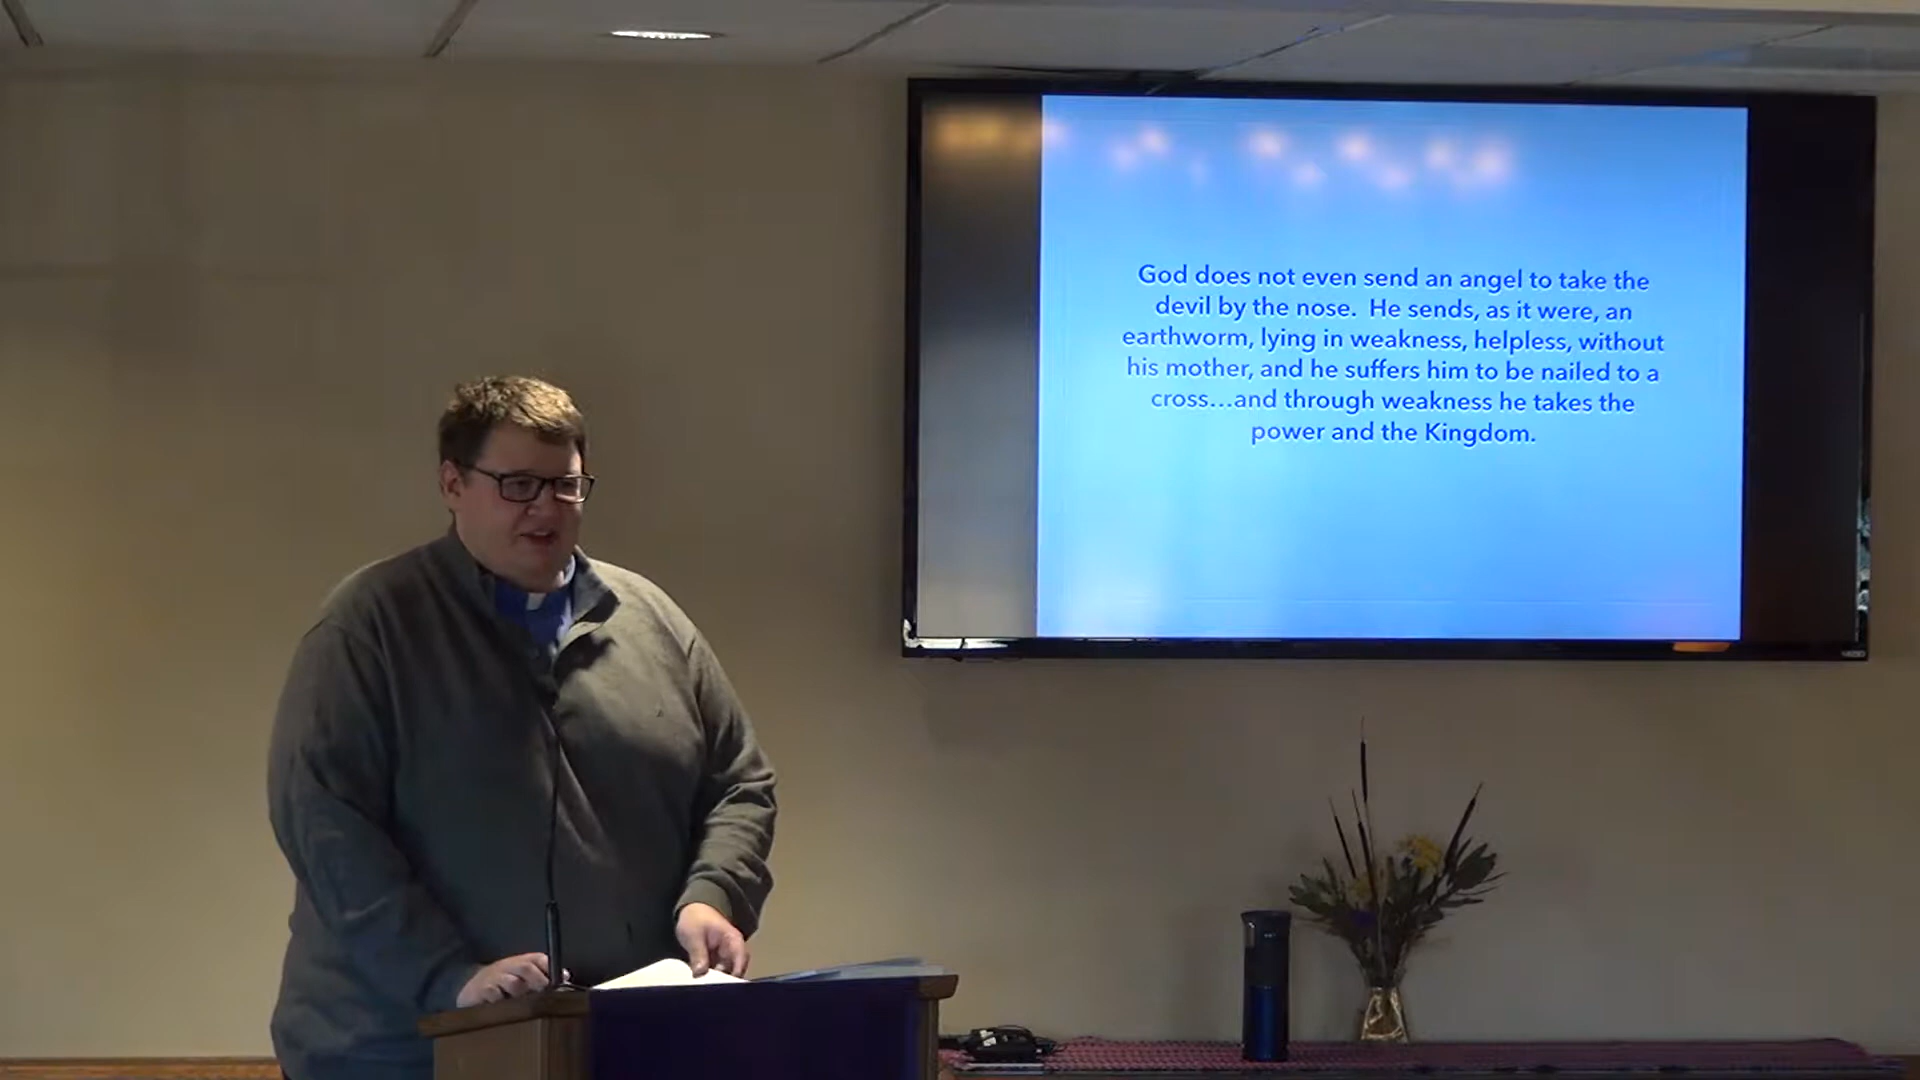 God does not even send an angel to take the
devil by the nose. He sends, as it were, an
earthworm, lying in weakness, helpless, without
his mother, and he suffers him to be nailed to a
cross...and through weakness he takes the
power and the Kingdom.